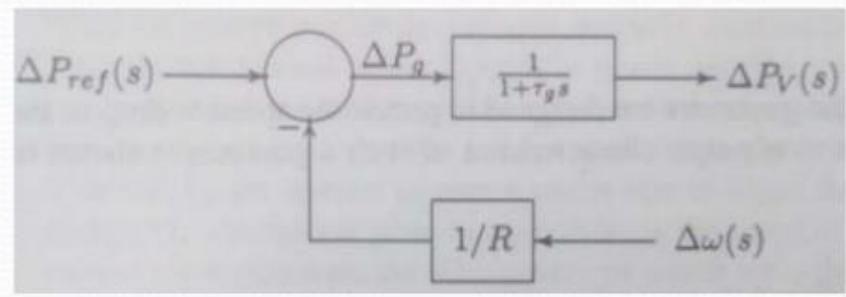 ΔP_ref(s) ΔP_g 1/(1+τ_g s) ΔP_V(s)
−
1/R Δω(s)